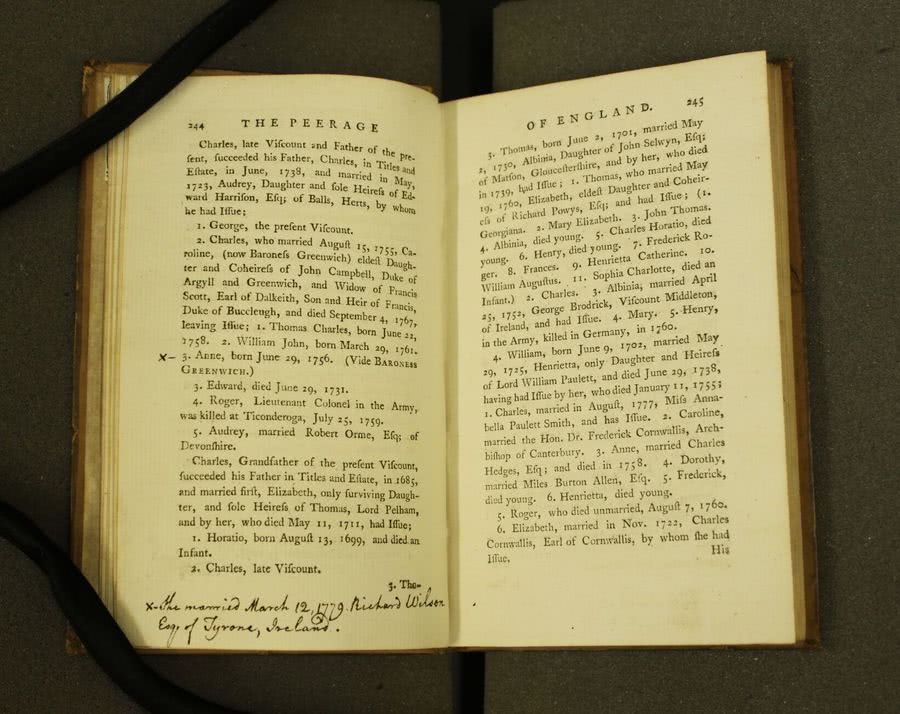 244 THE PEERAGE
Charles, late Viſcount and Father of the pre-
ſent, ſucceeded his Father, Charles, in Titles and
Eſtate, in June, 1738, and married in May,
1723, Audrey, Daughter and ſole Heireſs of Ed-
ward Harriſon, Eſq; of Balls, Herts, by whom
he had Iſſue;
1. George, the preſent Viſcount.
2. Charles, who married Auguſt 15, 1755, Ca-
roline, (now Baroneſs Greenwich) eldeſt Daugh-
ter and Coheireſs of John Campbell, Duke of
Argyll and Greenwich, and Widow of Francis
Scott, Earl of Dalkeith, Son and Heir of Francis,
Duke of Buccleugh, and died September 4, 1767,
leaving Iſſue; 1. Thomas Charles, born June 22,
1758. 2. William John, born March 29, 1761.
x- 3. Anne, born June 29, 1756. (Vide BARONESS
GREENWICH.)
3. Edward, died June 29, 1731.
4. Roger, Lieutenant Colonel in the Army,
was killed at Ticonderoga, July 25, 1759.
5. Audrey, married Robert Orme, Eſq; of
Devonſhire.
Charles, Grandfather of the preſent Viſcount,
ſucceeded his Father in Titles and Eſtate, in 1685,
and married firſt, Elizabeth, only ſurviving Daugh-
ter, and ſole Heireſs of Thomas, Lord Pelham,
and by her, who died May 11, 1711, had Iſſue;
1. Horatio, born Auguſt 13, 1699, and died an
Infant.
2. Charles, late Viſcount.
3. Tho-
x- She married March 12, 1779. Richard Wilson
Esq. of Tyrone, Ireland.
OF ENGLAND. 245
3. Thomas, born June 2, 1701, married May
2, 1730, Albinia, Daughter of John Selwyn, Eſq;
of Matſon, Glouceſterſhire, and by her, who died
in 1739, had Iſſue; 1. Thomas, who married May
19, 1760, Elizabeth, eldeſt Daughter and Coheir-
eſs of Richard Powys, Eſq; and had Iſſue; (1.
Georgiana. 2. Mary Elizabeth. 3. John Thomas.
4. Albinia, died young. 5. Charles Horatio, died
young. 6. Henry, died young. 7. Frederick Ro-
ger. 8. Frances. 9. Henrietta Catherine. 10.
William Auguſtus. 11. Sophia Charlotte, died an
Infant.) 2. Charles. 3. Albinia, married April
25, 1752, George Brodrick, Viſcount Middleton,
of Ireland, and had Iſſue. 4. Mary. 5. Henry,
in the Army, killed in Germany, in 1760.
4. William, born June 9, 1702, married May
29, 1725, Henrietta, only Daughter and Heireſs
of Lord William Paulett, and died June 29, 1738,
having had Iſſue by her, who died January 11, 1755;
1. Charles, married in Auguſt, 1777, Miſs Anna-
bella Paulett Smith, and has Iſſue. 2. Caroline,
married the Hon. Dr. Frederick Cornwallis, Arch-
biſhop of Canterbury. 3. Anne, married Charles
Hedges, Eſq; and died in 1758. 4. Dorothy,
married Miles Burton Allen, Eſq. 5. Frederick,
died young. 6. Henrietta, died young.
5. Roger, who died unmarried, Auguſt 7, 1760.
6. Elizabeth, married in Nov. 1722, Charles
Cornwallis, Earl of Cornwallis, by whom ſhe had
Iſſue.
His